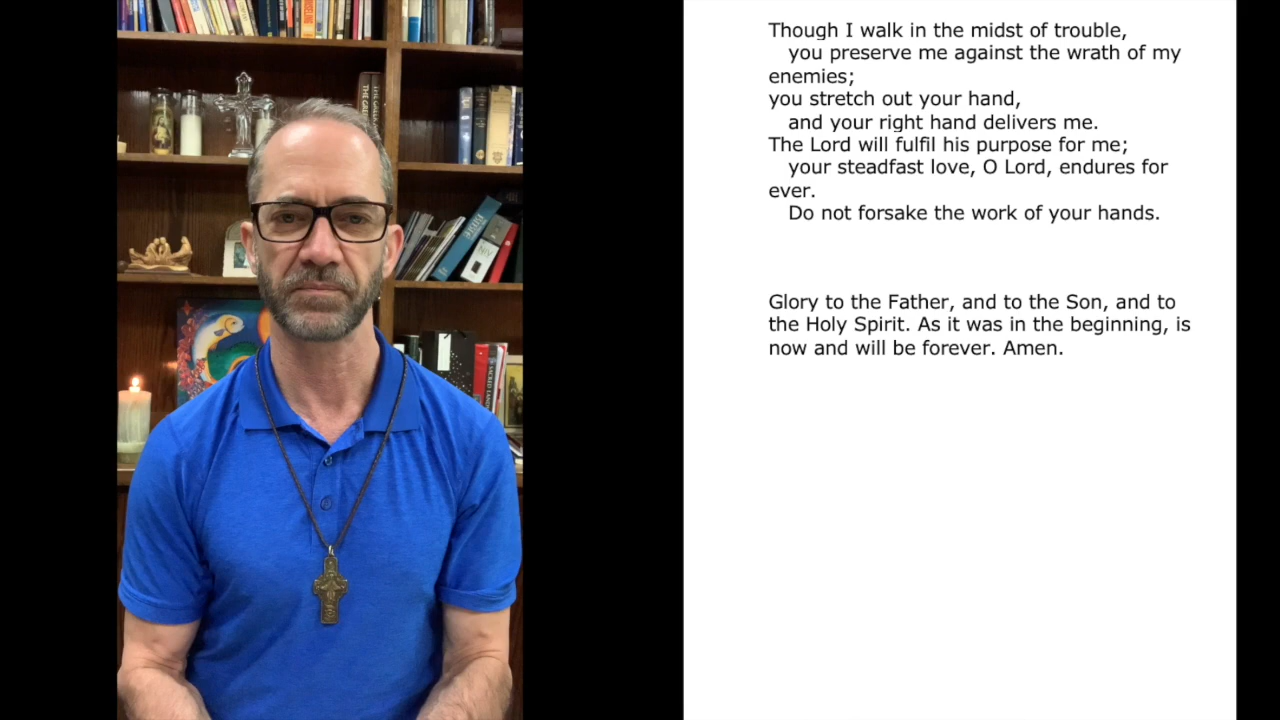 Though I walk in the midst of trouble,
you preserve me against the wrath of my
enemies;
you stretch out your hand,
and your right hand delivers me.
The Lord will fulfil his purpose for me;
your steadfast love, O Lord, endures for
ever.
Do not forsake the work of your hands.
Glory to the Father, and to the Son, and to
the Holy Spirit. As it was in the beginning, is
now and will be forever. Amen.
NIV